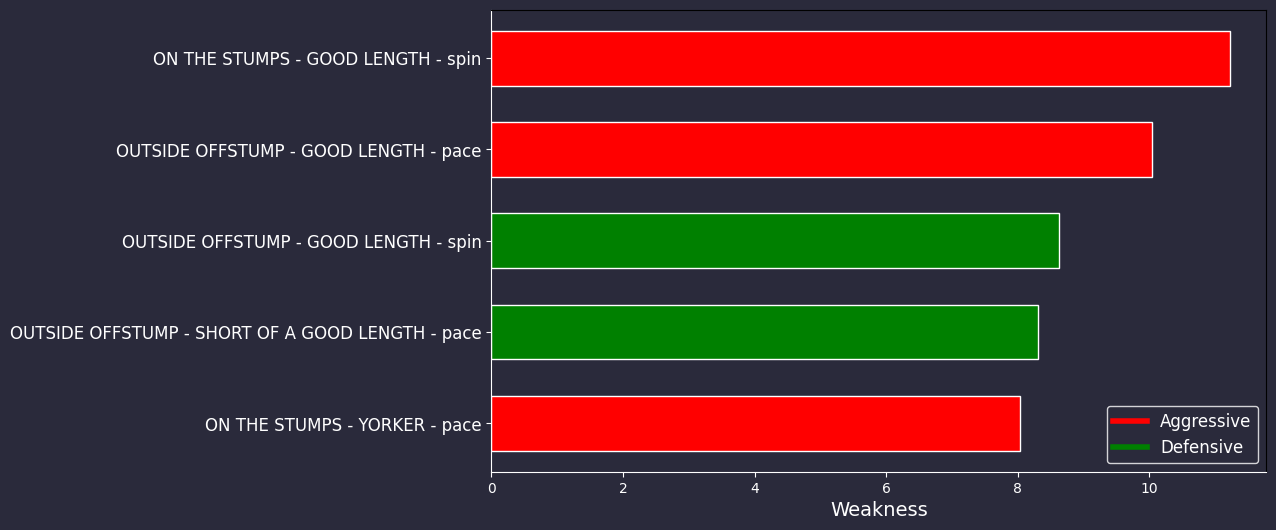 ON THE STUMPS - GOOD LENGTH - spin
OUTSIDE OFFSTUMP - GOOD LENGTH - pace
OUTSIDE OFFSTUMP - GOOD LENGTH - spin
OUTSIDE OFFSTUMP - SHORT OF A GOOD LENGTH - pace
ON THE STUMPS - YORKER - pace
Aggressive
Defensive
0 2 4 6 8 10
Weakness